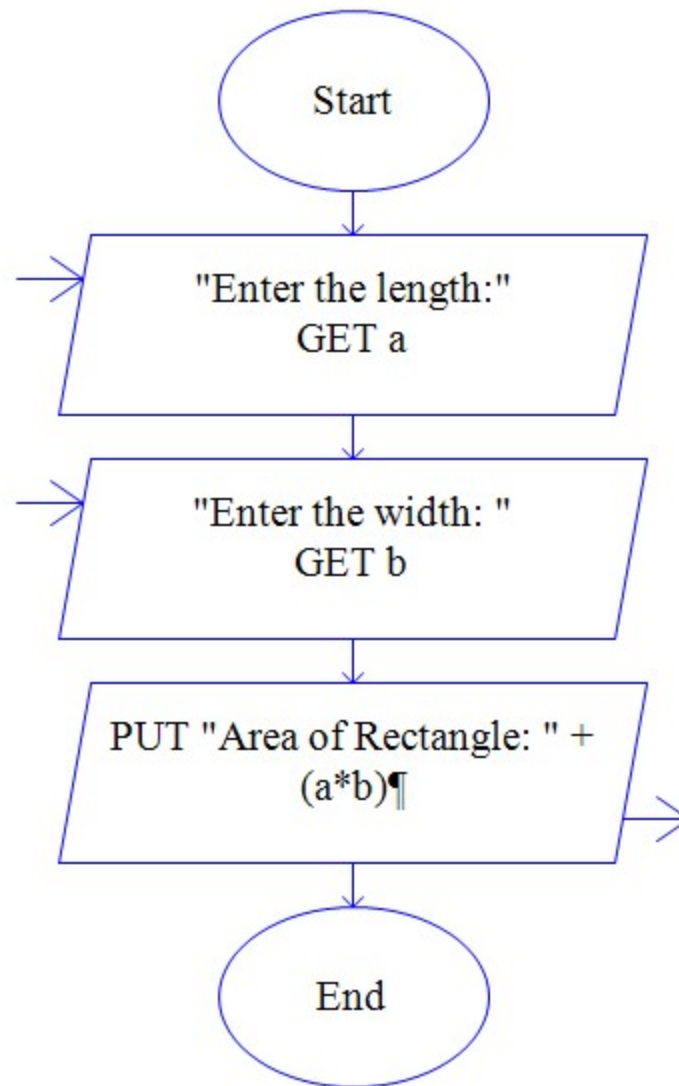 Start
"Enter the length:"
GET a
"Enter the width: "
GET b
PUT "Area of Rectangle: " +
(a*b)¶
End